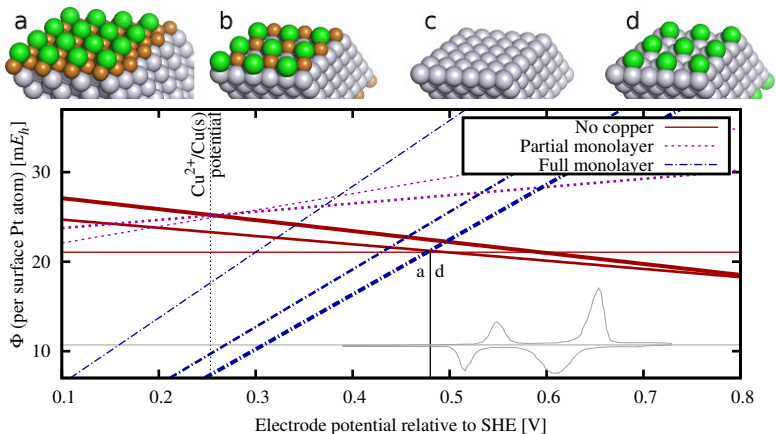 a b c d
Cu2+/Cu(s)
potential
No copper
Partial monolayer
Full monolayer
Φ (per surface Pt atom) [mEh]
30
20
10
a d
0.1 0.2 0.3 0.4 0.5 0.6 0.7 0.8
Electrode potential relative to SHE [V]